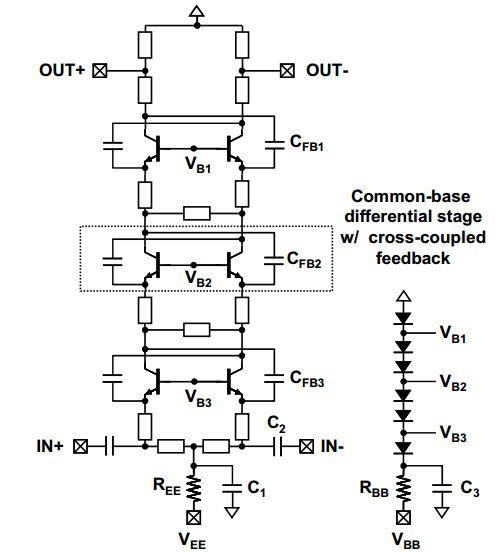 OUT+
OUT-
CFB1
VB1
Common-base
differential stage
w/ cross-coupled
feedback
CFB2
VB2
VB1
VB2
CFB3
VB3
VB3
C2
IN+
IN-
REE
C1
RBB
C3
VEE
VBB